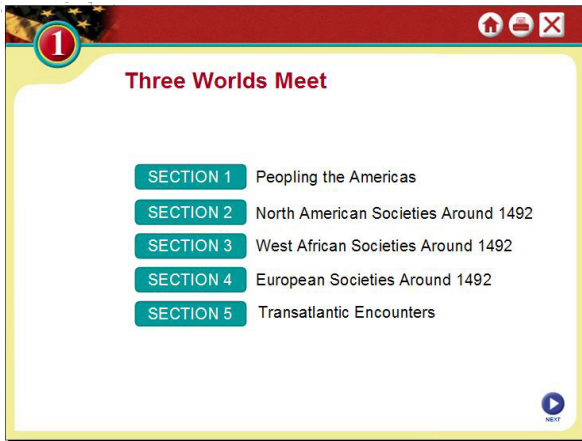 1
Three Worlds Meet
SECTION 1 Peopling the Americas
SECTION 2 North American Societies Around 1492
SECTION 3 West African Societies Around 1492
SECTION 4 European Societies Around 1492
SECTION 5 Transatlantic Encounters
NEXT